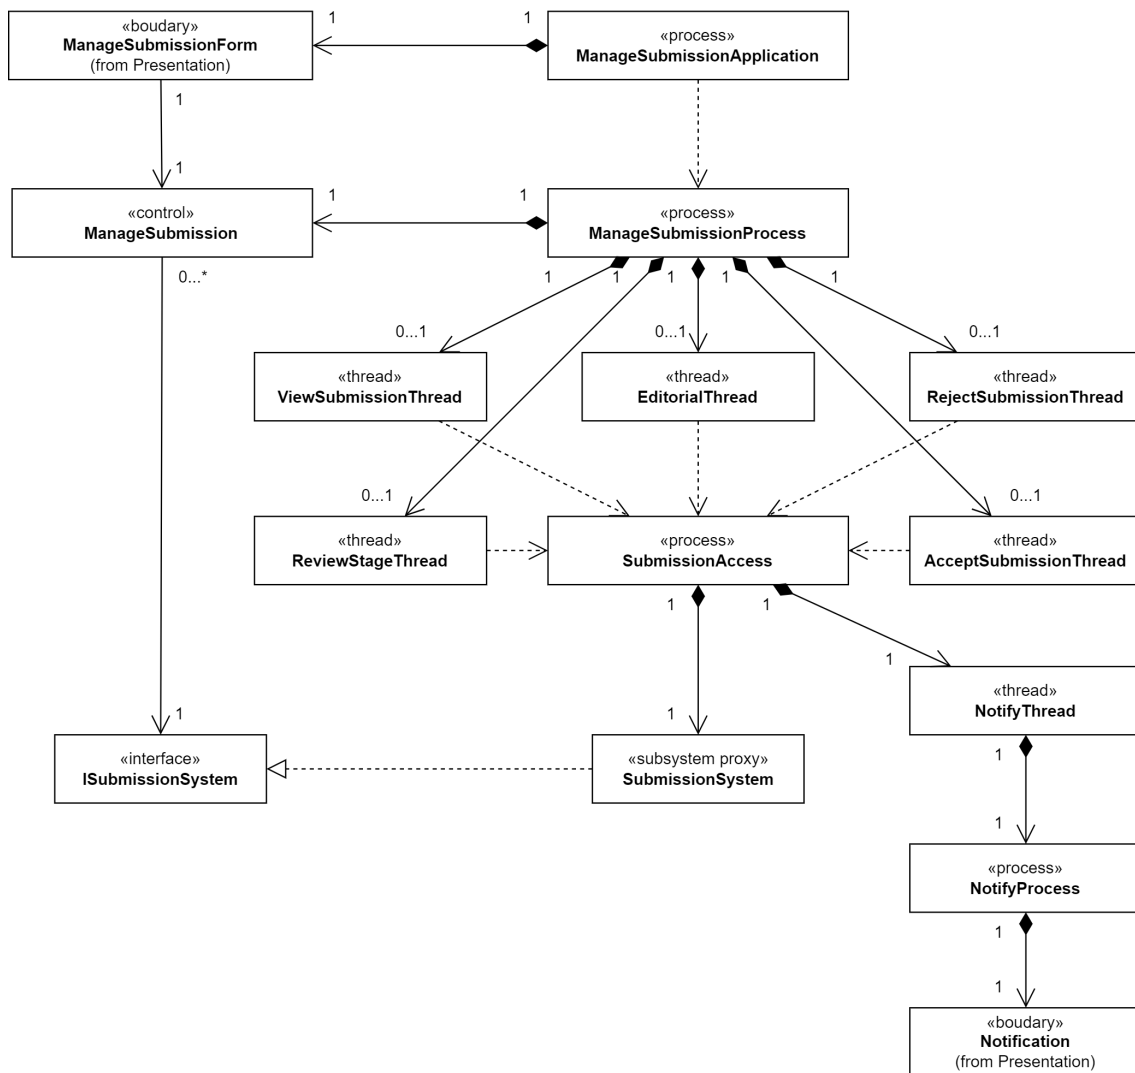 1
1
«boudary»
ManageSubmissionForm
(from Presentation)
«process»
ManageSubmissionApplication
1
1
1
1
«control»
ManageSubmission
«process»
ManageSubmissionProcess
0...*
1
1
1
1
1
0...1
0...1
0...1
«thread»
ViewSubmissionThread
«thread»
EditorialThread
«thread»
RejectSubmissionThread
0...1
0...1
«thread»
ReviewStageThread
«process»
SubmissionAccess
«thread»
AcceptSubmissionThread
1
1
1
«thread»
NotifyThread
1
1
«interface»
ISubmissionSystem
«subsystem proxy»
SubmissionSystem
1
1
«process»
NotifyProcess
1
1
«boudary»
Notification
(from Presentation)